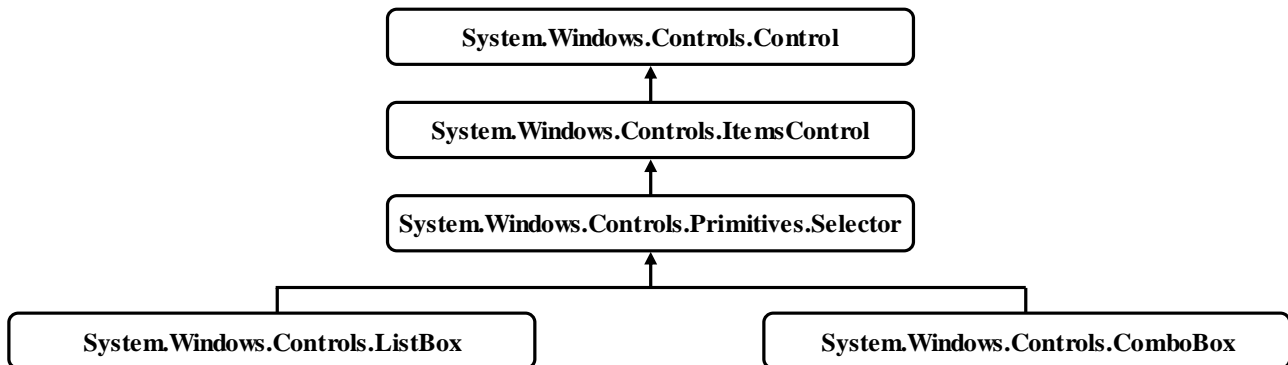 System.Windows.Controls.Control
System.Windows.Controls.ItemsControl
System.Windows.Controls.Primitives.Selector
System.Windows.Controls.ListBox
System.Windows.Controls.ComboBox